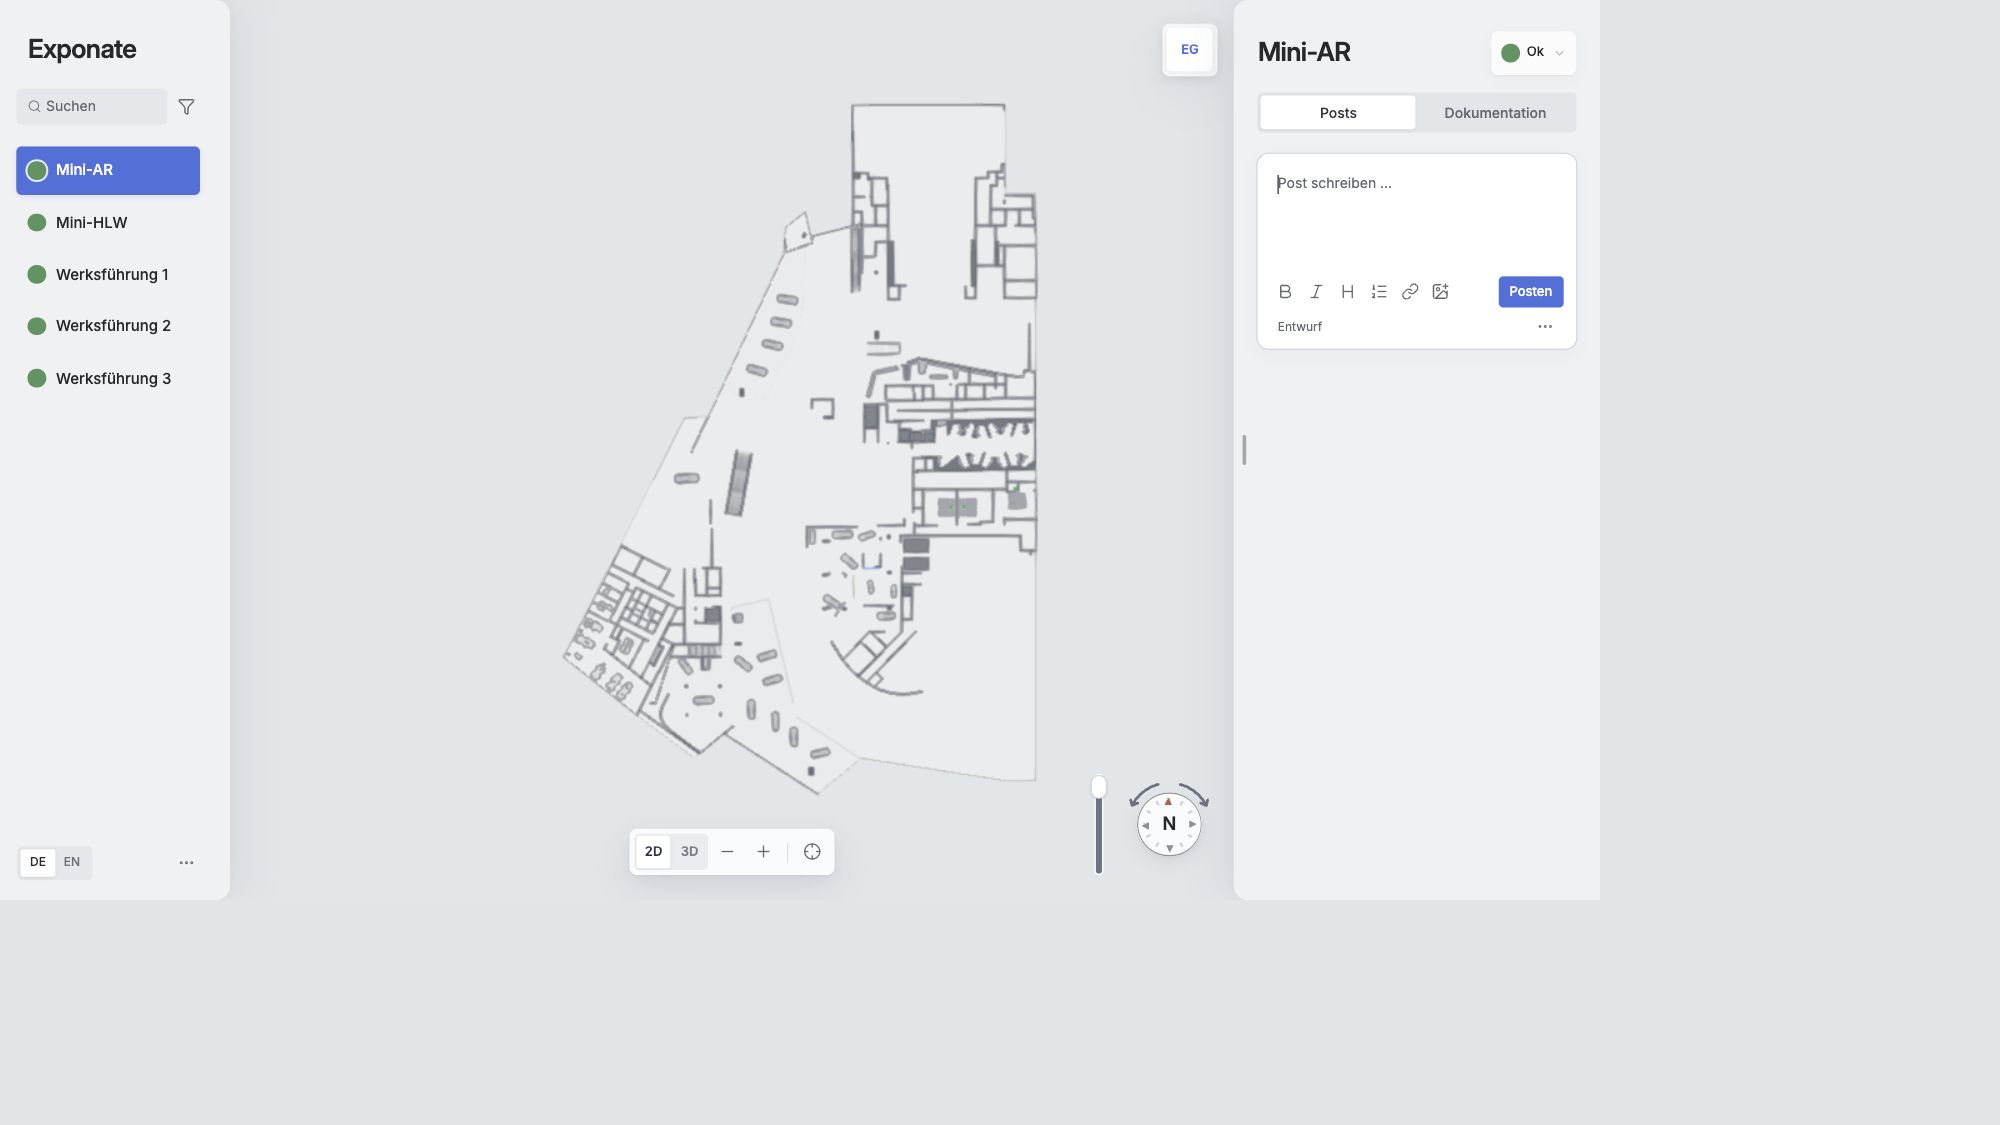 Exponate
Suchen
Mini-AR
Mini-HLW
Werksführung 1
Werksführung 2
Werksführung 3
DE EN
EG
2D 3D
N
Mini-AR
Ok
Posts Dokumentation
Post schreiben ...
B I H
Posten
Entwurf